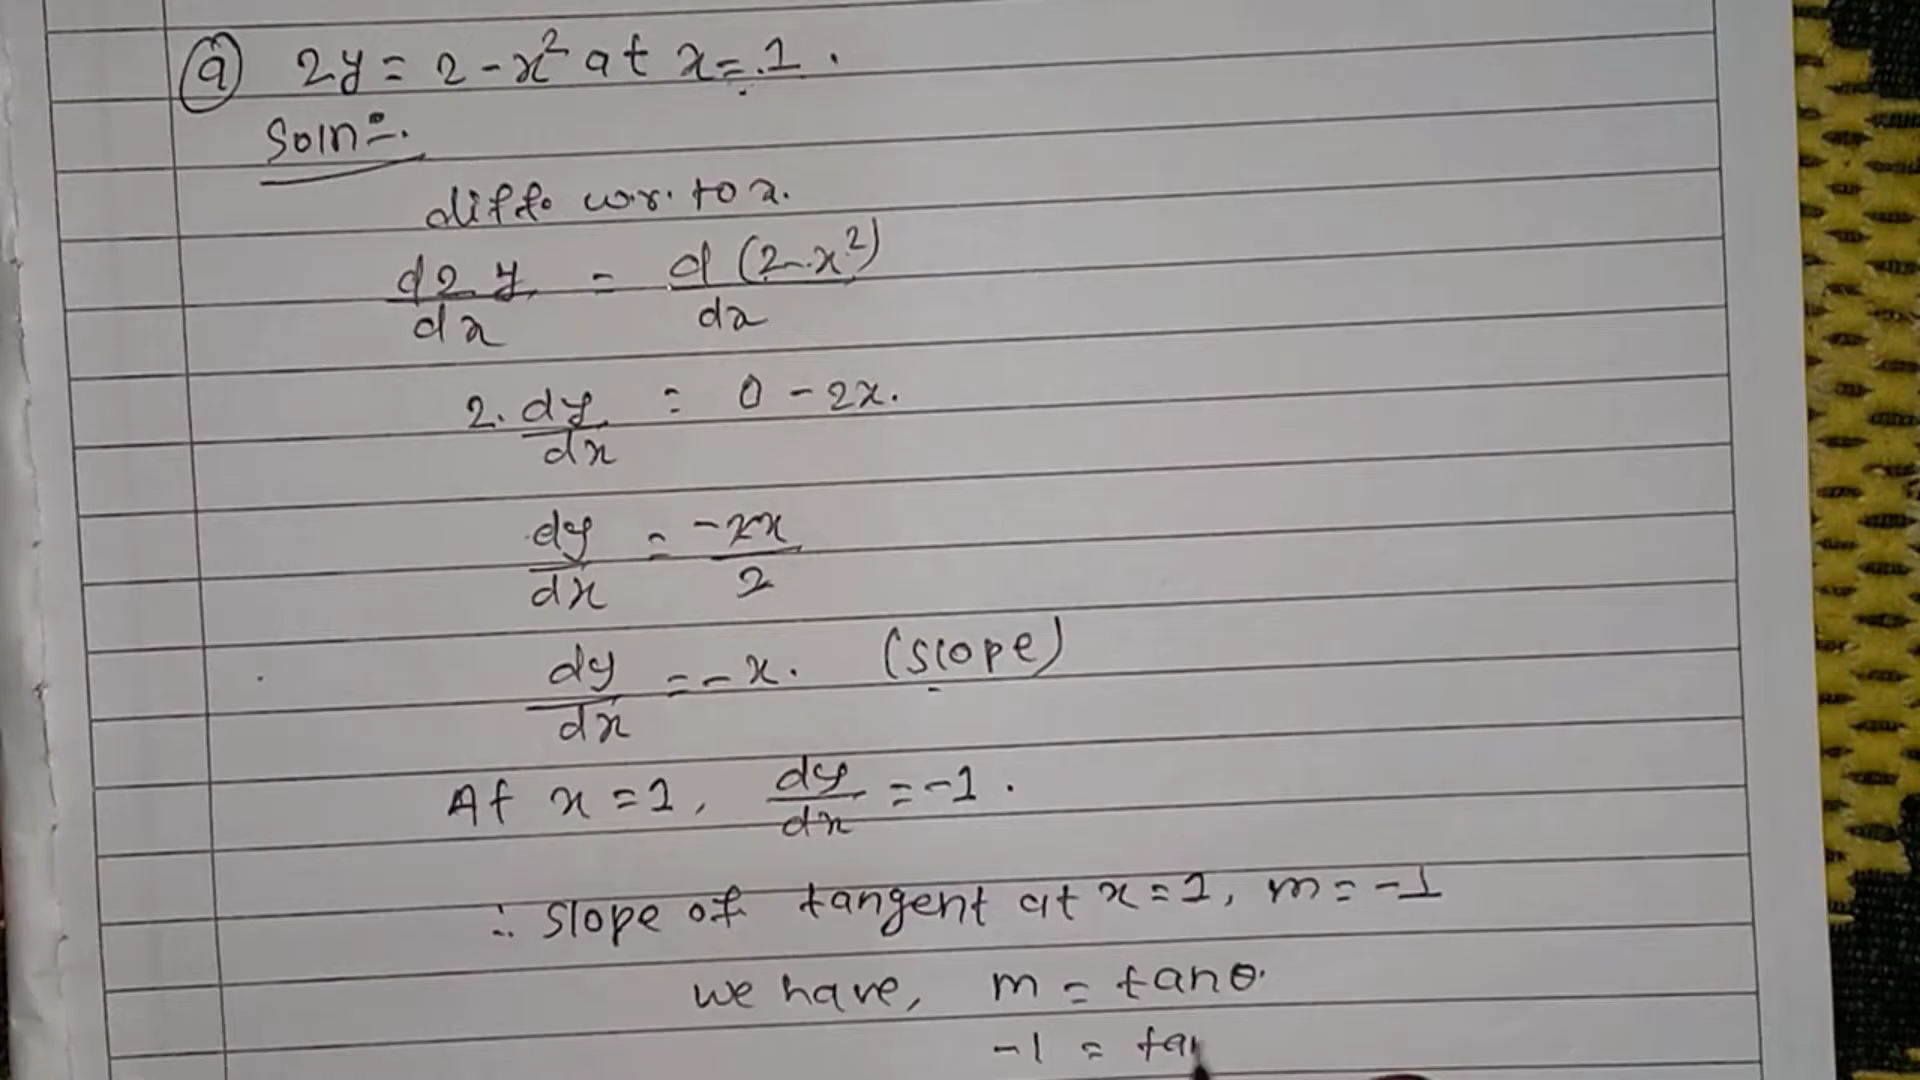 (a) 2y = 2 - x² at x = 1.
Soln:-
diff. w.r. to x.
d2y/dx = d(2-x²)/dx
2. dy/dx = 0 - 2x.
dy/dx = -2x/2
dy/dx = -x. (slope)
At x = 1, dy/dx = -1.
∴ slope of tangent at x = 1, m = -1
we have, m = tanθ.
-1 = ta